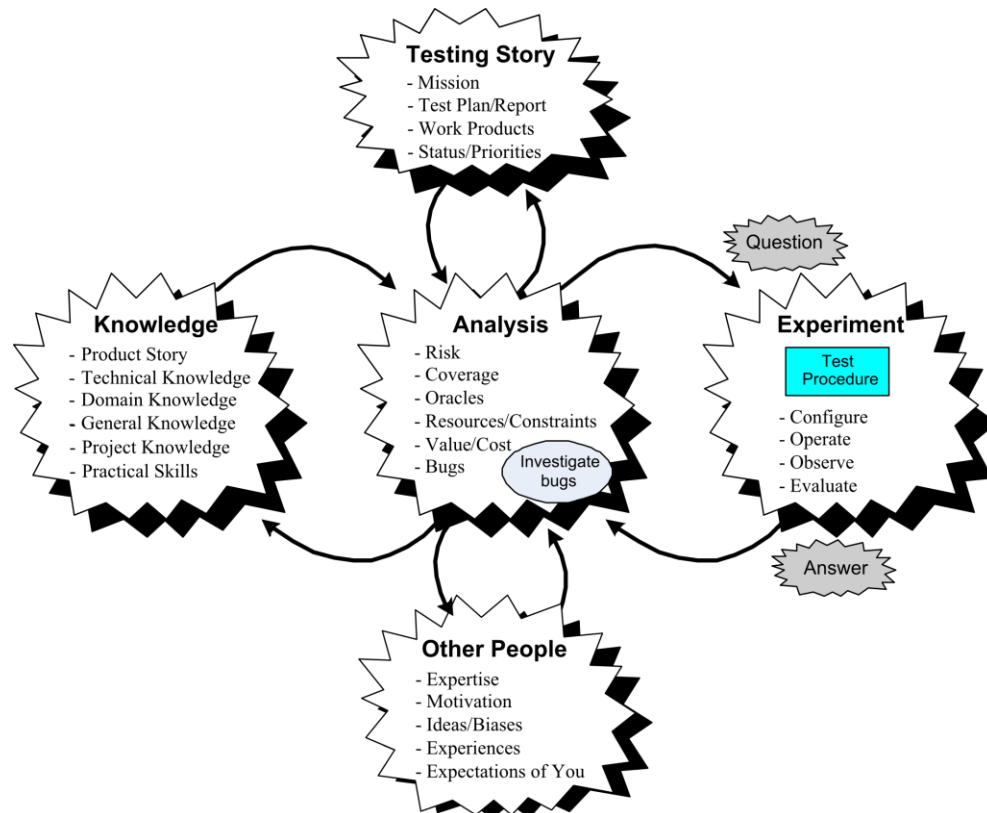 Testing Story
- Mission
- Test Plan/Report
- Work Products
- Status/Priorities
Question
Knowledge
- Product Story
- Technical Knowledge
- Domain Knowledge
- General Knowledge
- Project Knowledge
- Practical Skills
Analysis
- Risk
- Coverage
- Oracles
- Resources/Constraints
- Value/Cost
- Bugs
Investigate
bugs
Experiment
Test
Procedure
- Configure
- Operate
- Observe
- Evaluate
Answer
Other People
- Expertise
- Motivation
- Ideas/Biases
- Experiences
- Expectations of You